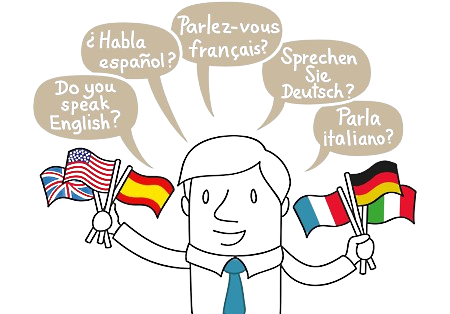 Do you
speak
English?
¿Habla
español?
Parlez-vous
français?
Sprechen
Sie
Deutsch?
Parla
italiano?